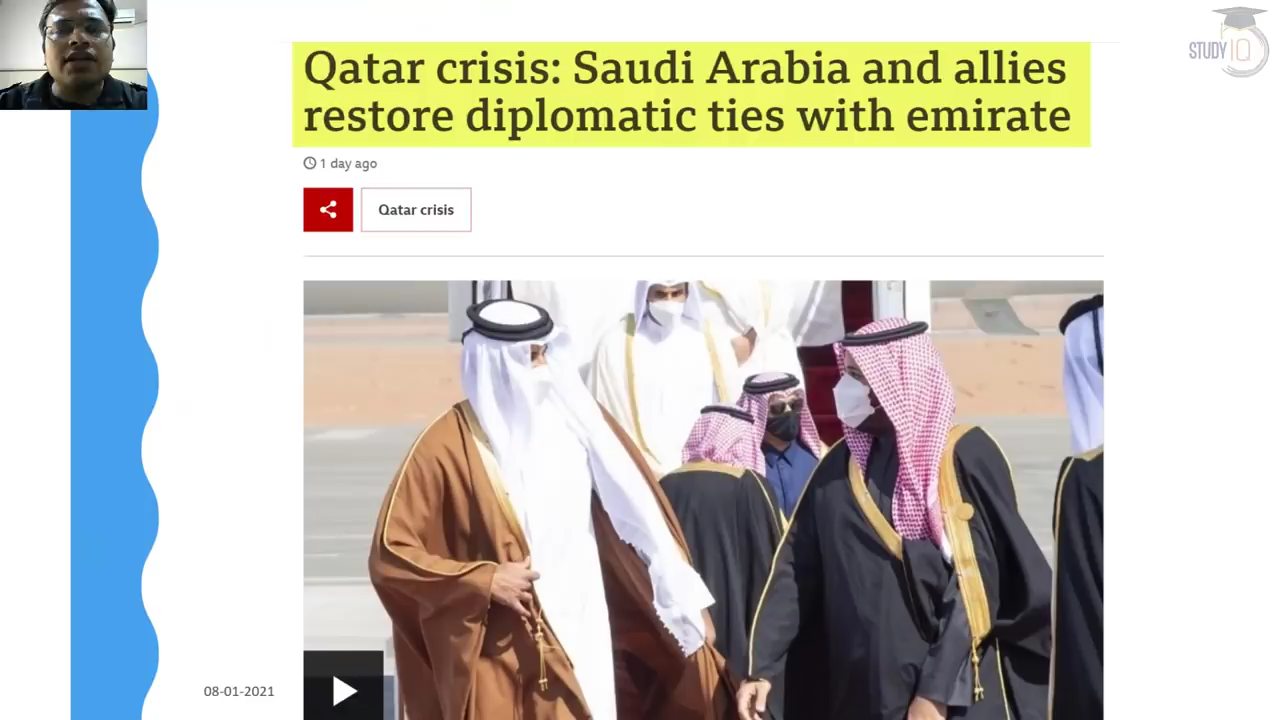 STUDY IQ
Qatar crisis: Saudi Arabia and allies
restore diplomatic ties with emirate
1 day ago
Qatar crisis
08-01-2021